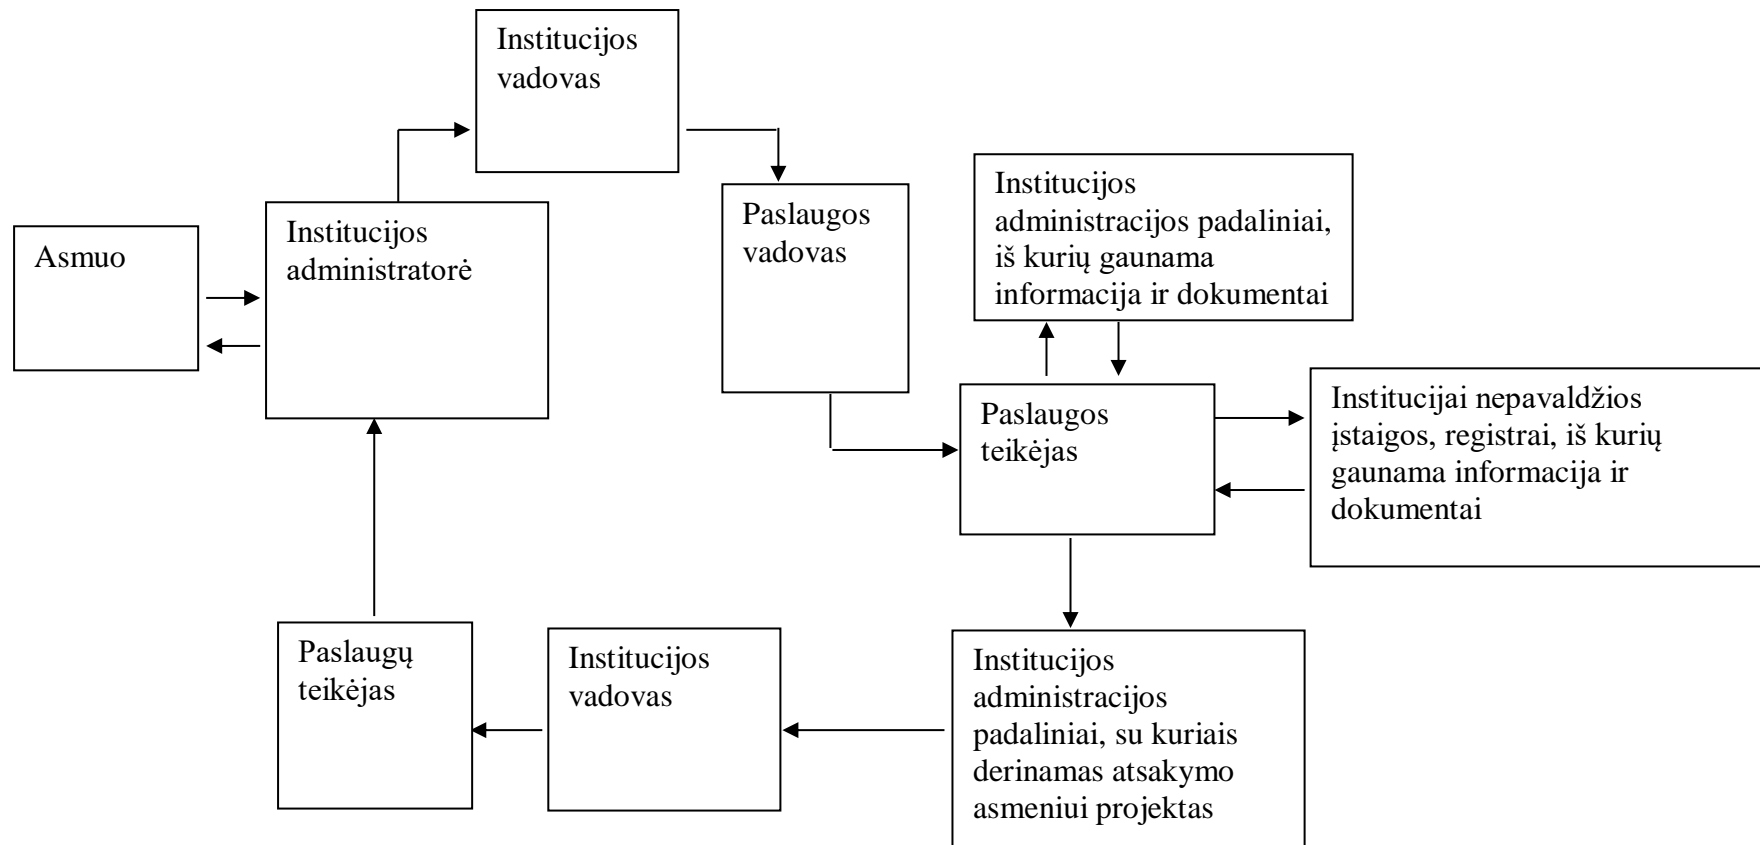 Institucijos
vadovas
Asmuo
Institucijos
administratorė
Paslaugos
vadovas
Institucijos
administracijos padaliniai,
iš kurių gaunama
informacija ir dokumentai
Paslaugos
teikėjas
Institucijai nepavaldžios
įstaigos, registrai, iš kurių
gaunama informacija ir
dokumentai
Paslaugų
teikėjas
Institucijos
vadovas
Institucijos
administracijos
padaliniai, su kuriais
derinamas atsakymo
asmeniui projektas